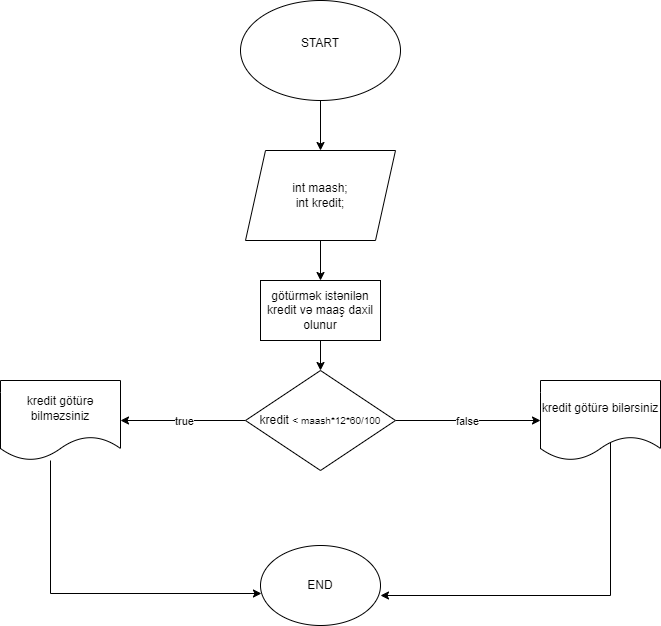 START
int maash;
int kredit;
götürmək istənilən
kredit və maaş daxil
olunur
kredit götürə
bilməzsiniz
true
kredit < maash*12*60/100
false
kredit götürə bilərsiniz
END